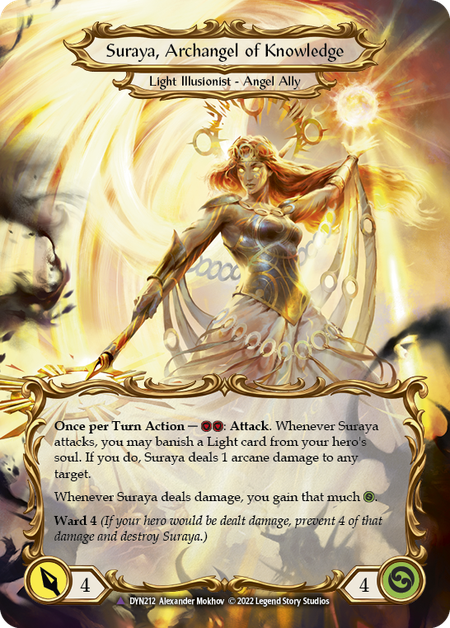 Suraya, Archangel of Knowledge
Light Illusionist - Angel Ally
Once per Turn Action — : Attack. Whenever Suraya
attacks, you may banish a Light card from your hero's
soul. If you do, Suraya deals 1 arcane damage to any
target.
Whenever Suraya deals damage, you gain that much .
Ward 4 (If your hero would be dealt damage, prevent 4 of that
damage and destroy Suraya.)
4
4
DYN212 Alexander Mokhov © 2022 Legend Story Studios